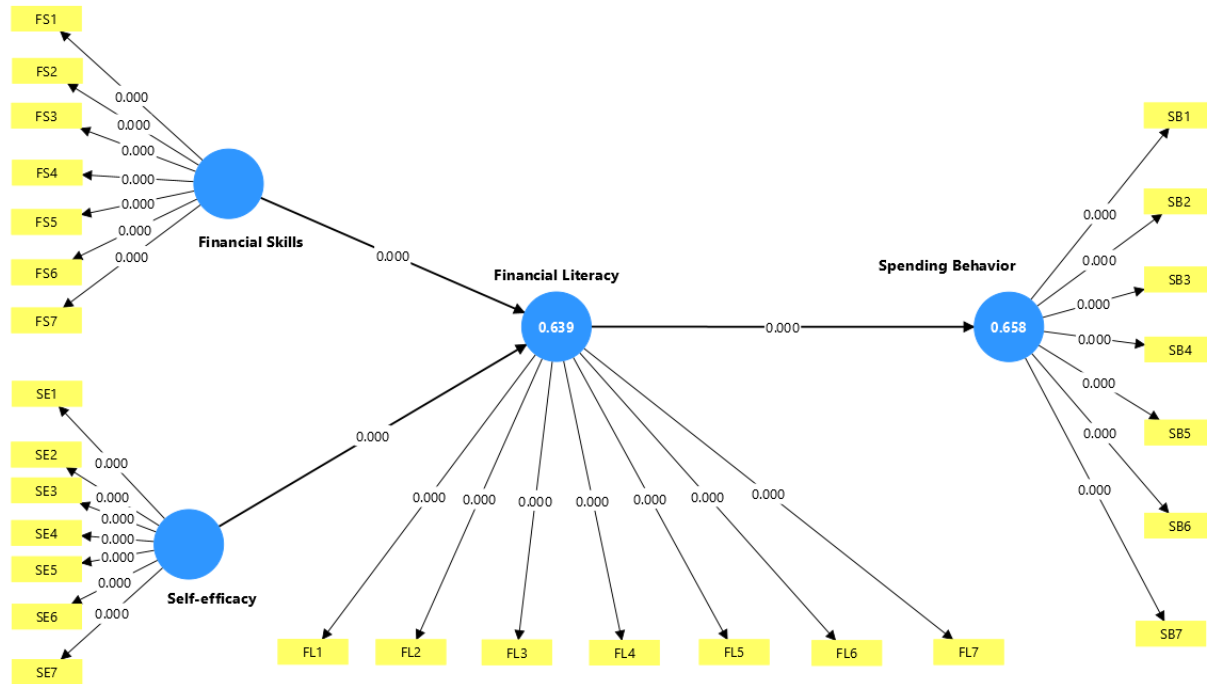 FS1
FS2
FS3
FS4
FS5
FS6
FS7
0.000
0.000
0.000
0.000
0.000
0.000
0.000
Financial Skills
0.000
SE1
SE2
SE3
SE4
SE5
SE6
SE7
0.000
0.000
0.000
0.000
0.000
0.000
0.000
Self-efficacy
0.000
Financial Literacy
0.639
0.000
0.000
0.000
0.000
0.000
0.000
0.000
FL1
FL2
FL3
FL4
FL5
FL6
FL7
0.000
Spending Behavior
0.658
0.000
0.000
0.000
0.000
0.000
0.000
0.000
SB1
SB2
SB3
SB4
SB5
SB6
SB7